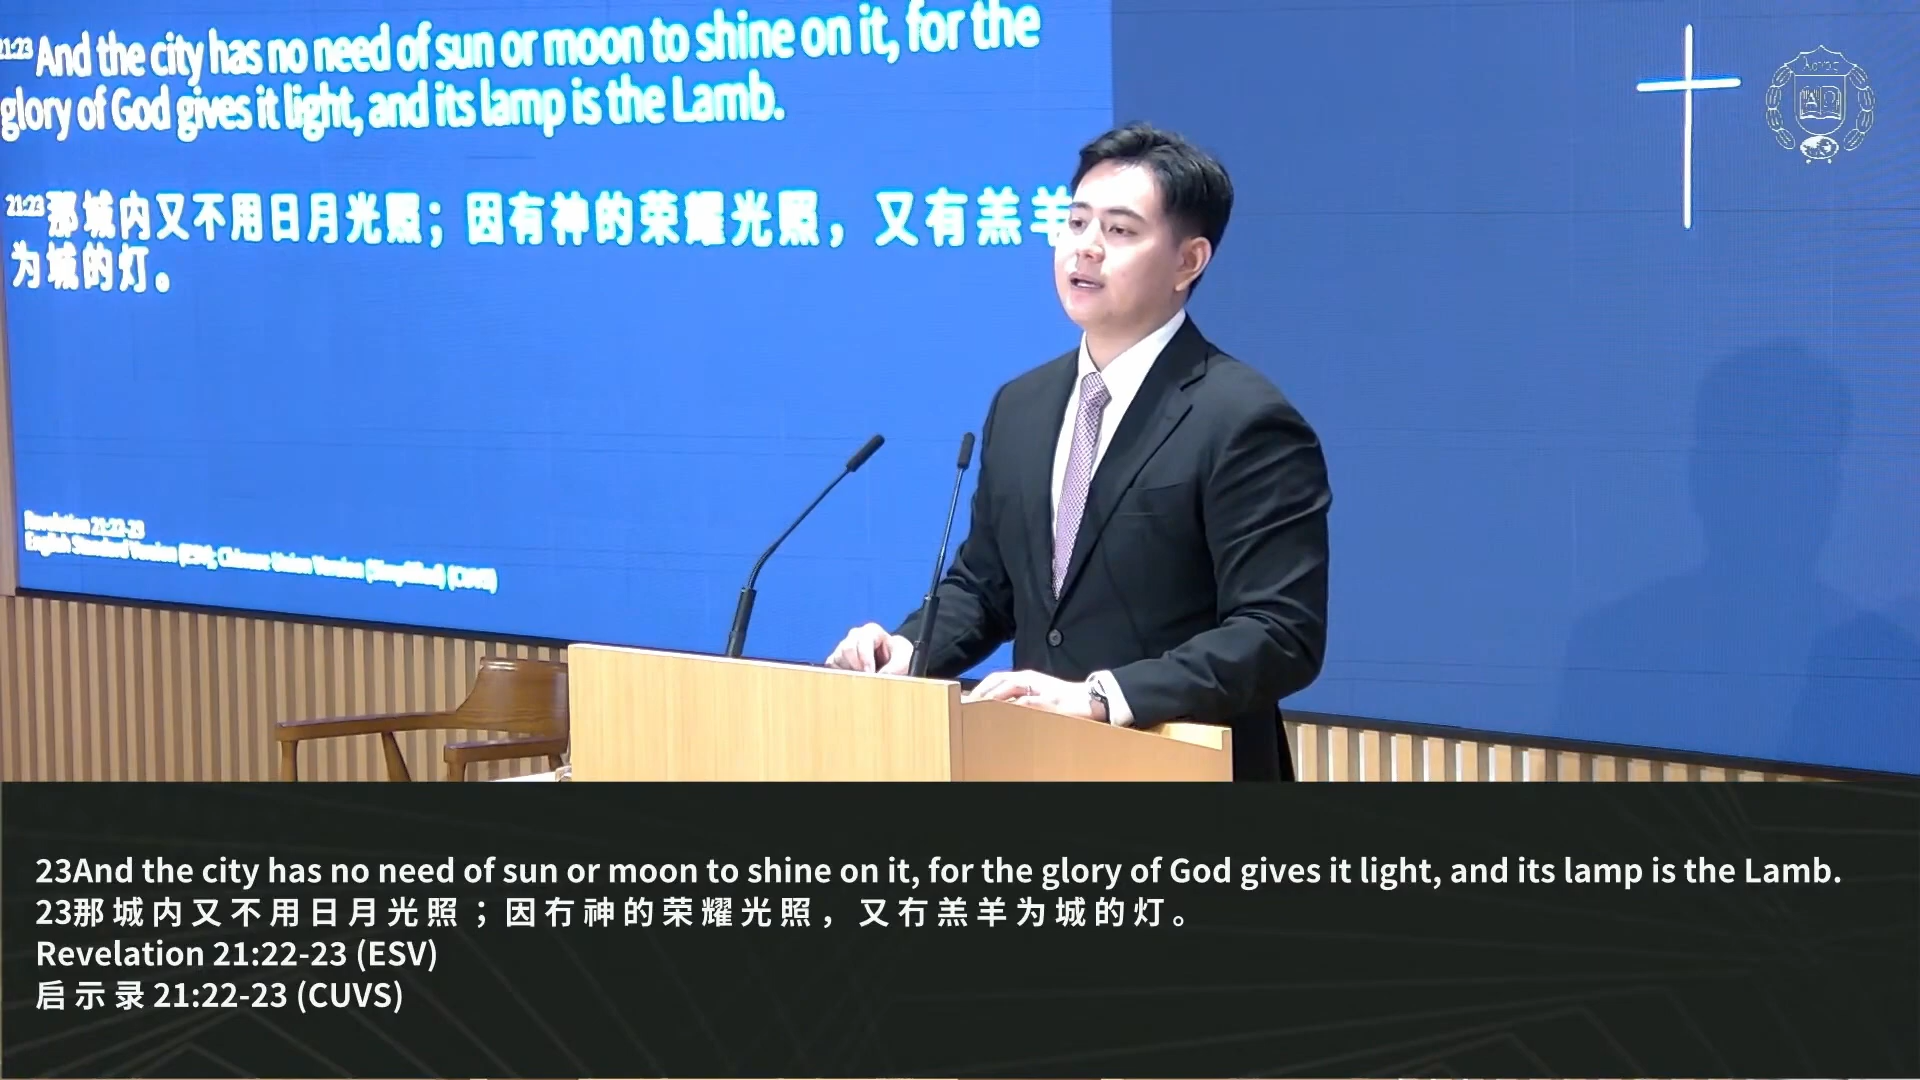 21:23 And the city has no need of sun or moon to shine on it, for the
glory of God gives it light, and its lamp is the Lamb.
21:23 那城内又不用日月光照；因有神的荣耀光照，又有羔羊
为城的灯。
Revelation 21:22-23
English Standard Version (ESV); Chinese Union Version (Simplified) (CUVS)
Λογος
Α Ω
23And the city has no need of sun or moon to shine on it, for the glory of God gives it light, and its lamp is the Lamb.
23那城内又不用日月光照；因有神的荣耀光照，又有羔羊为城的灯。
Revelation 21:22-23 (ESV)
启示录 21:22-23 (CUVS)